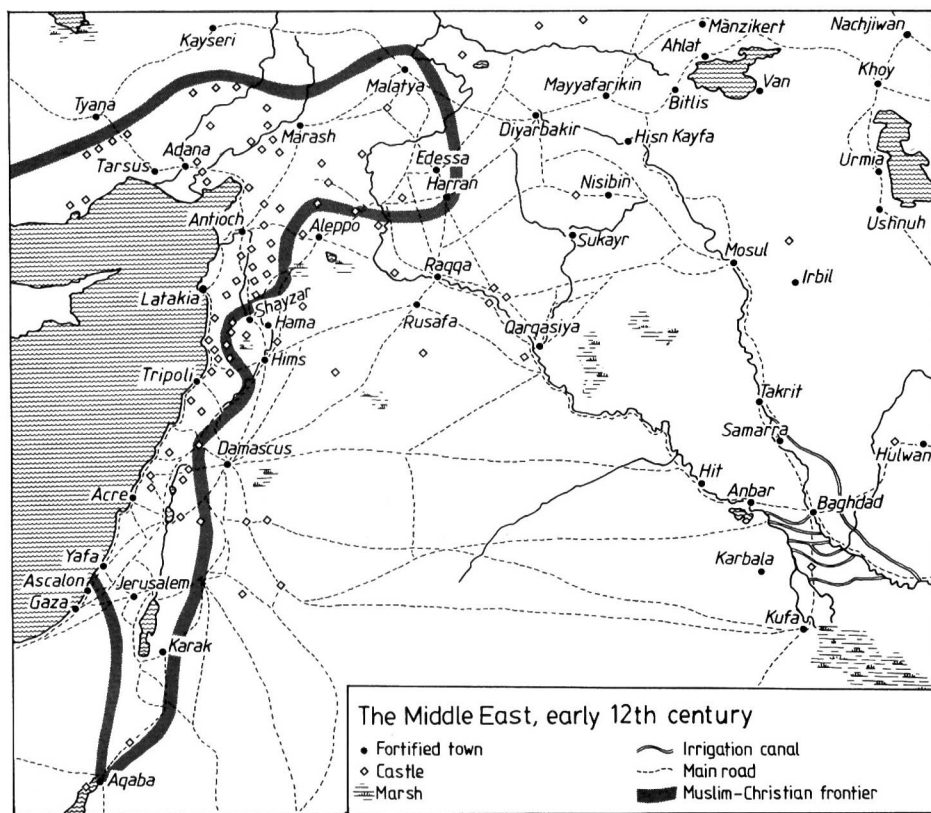 Kayseri
Manzikert
Nachjiwan
Ahlat
Malatya
Mayyafarikin
Bitlis
Van
Khoy
Tyana
Marash
Diyarbakir
Hisn Kayfa
Adana
Tarsus
Edessa
Harran
Nisibin
Urmia
Ushnuh
Antioch
Aleppo
Sukayr
Mosul
Irbil
Raqqa
Latakia
Shayzar
Hama
Rusafa
Qarqasiya
Hims
Tripoli
Takrit
Samarra
Damascus
Hulwan
Hit
Acre
Anbar
Baghdad
Yafa
Ascalon
Jerusalem
Gaza
Karbala
Kufa
Karak
Aqaba
The Middle East, early 12th century
Fortified town
Castle
Marsh
Irrigation canal
Main road
Muslim-Christian frontier